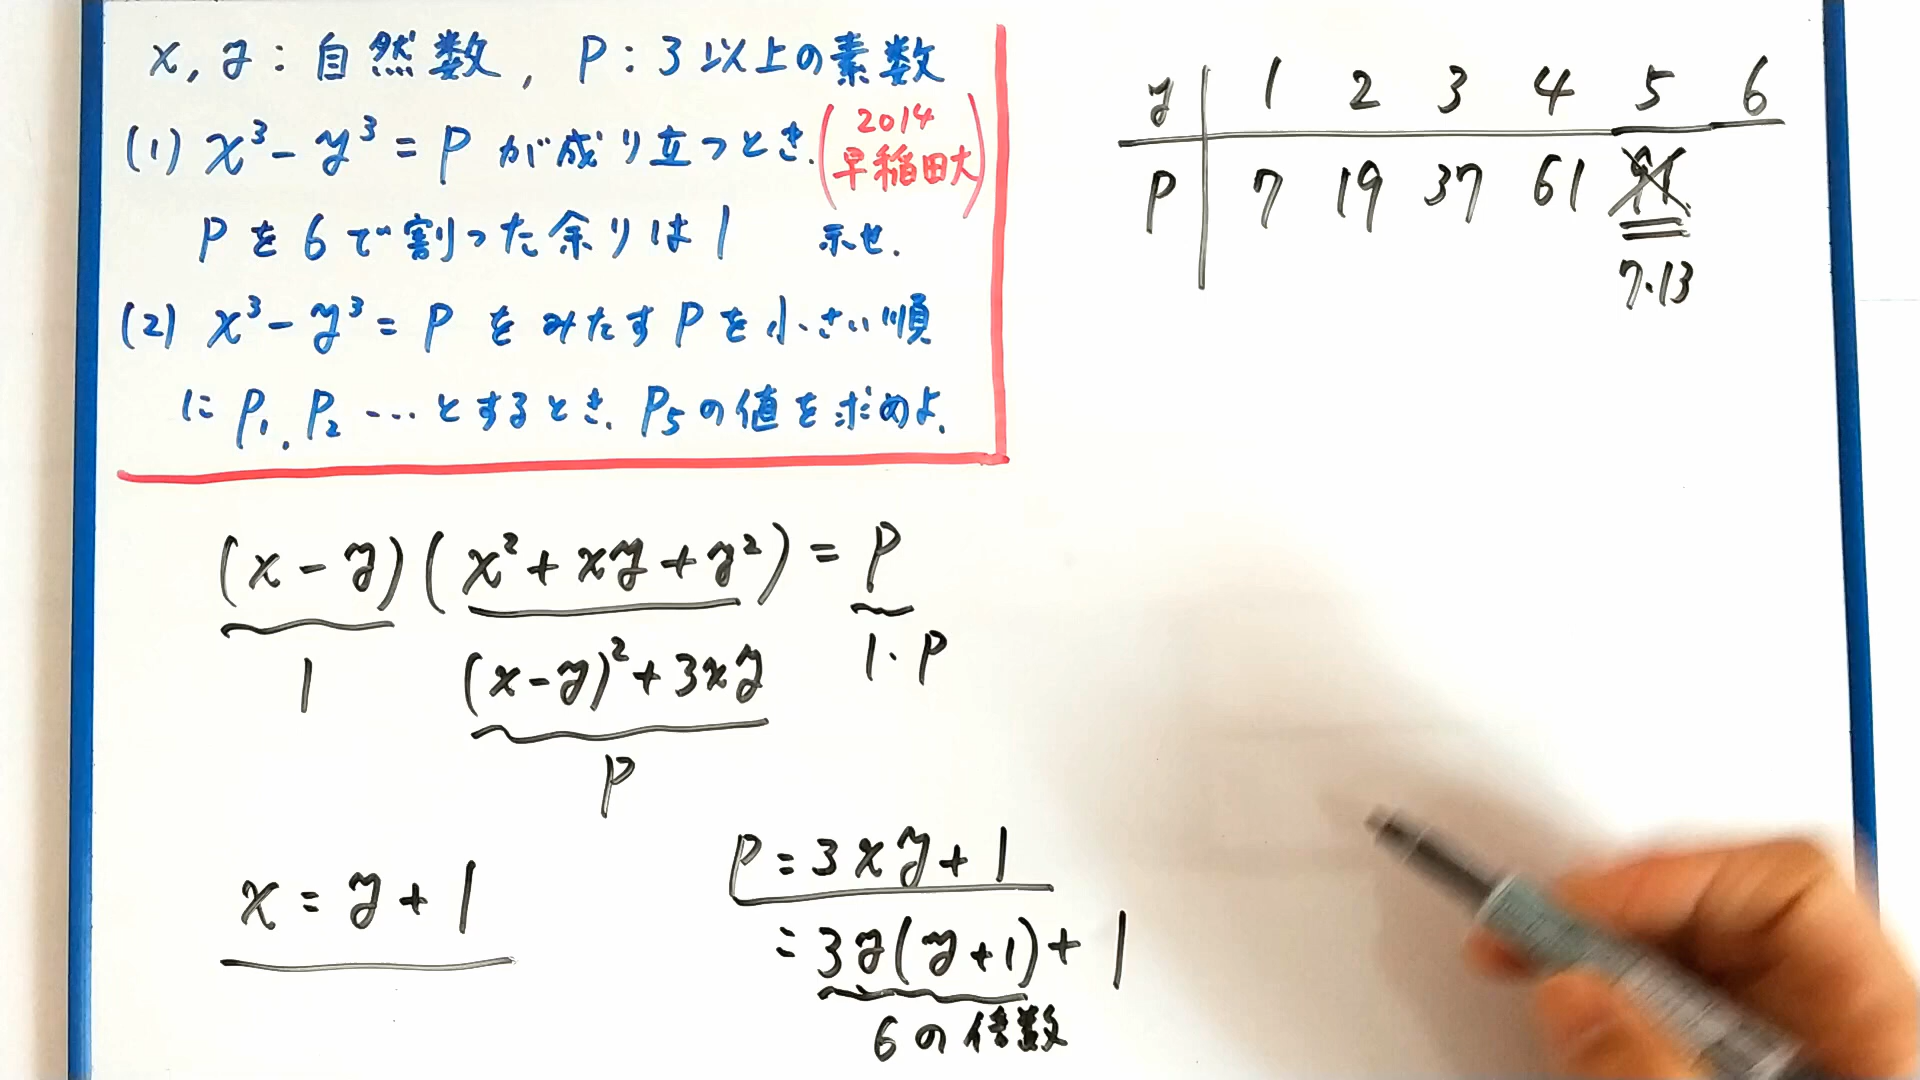 x, y : 自然数, P : 3以上の素数
(1) x³ - y³ = P が成り立つとき.
(2014
早稲田大)
Pを6で割った余りは1 示せ.
(2) x³ - y³ = P をみたすPを小さい順
に P₁, P₂ ... とするとき. P₅の値を求めよ.
(x - y)(x² + xy + y²) = P
1 (x-y)² + 3xy 1・P
P
x = y + 1
P = 3xy + 1
= 3y(y+1) + 1
6の倍数
y 1 2 3 4 5 6
P 7 19 37 61 91
7・13